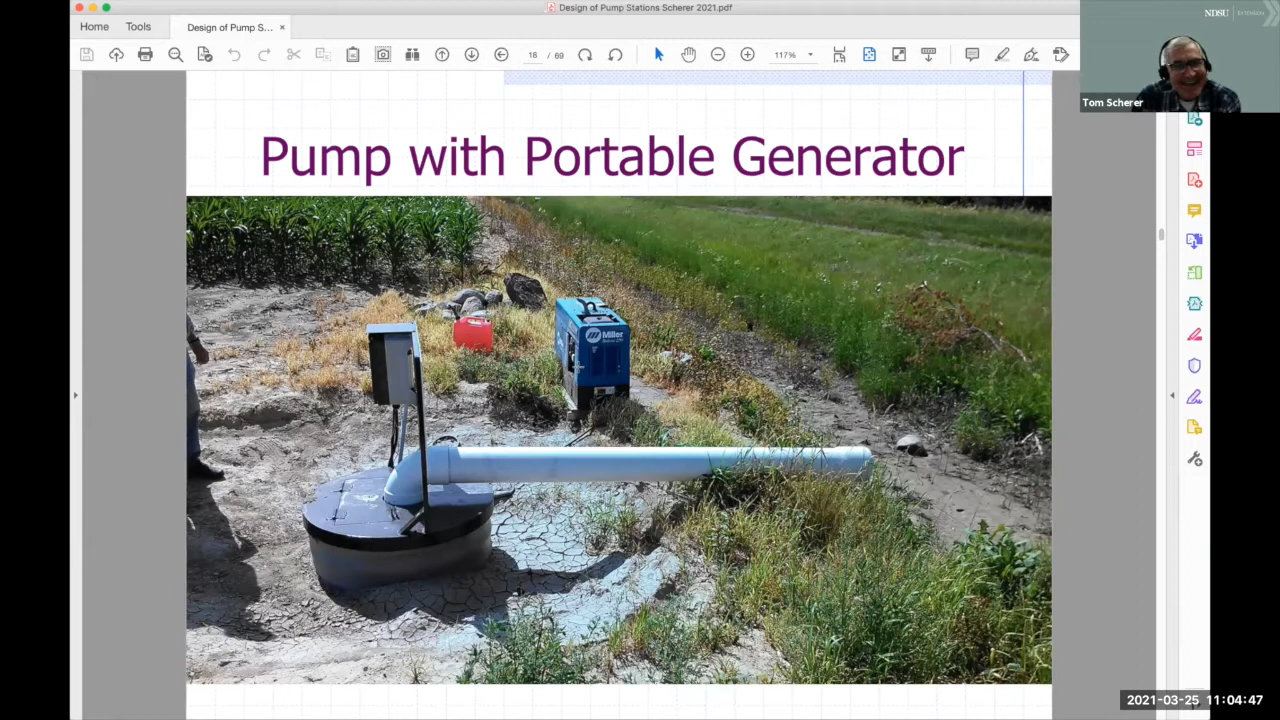 Design of Pump Stations Scherer 2021.pdf
NDSU EXTENSION
Home Tools Design of Pump S... ×
18 / 69 117%
Tom Scherer
Pump with Portable Generator
Miller
2021-03-25 11:04:47